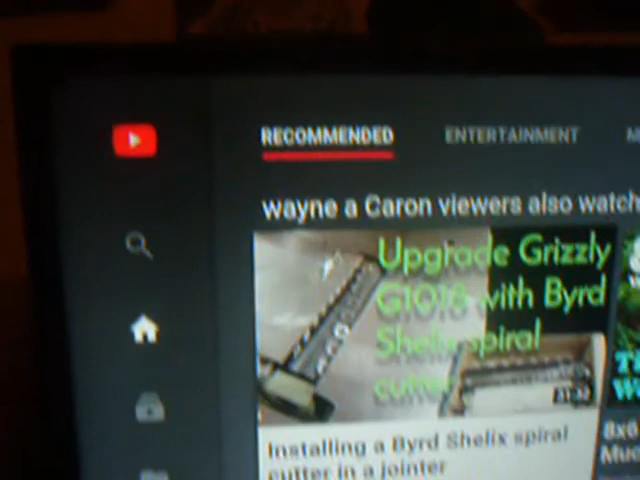 RECOMMENDED ENTERTAINMENT
wayne a Caron viewers also watch
Upgrade Grizzly
G1018 with Byrd
Shelix spiral
cutter
Installing a Byrd Shelix spiral
cutter in a jointer
8x6